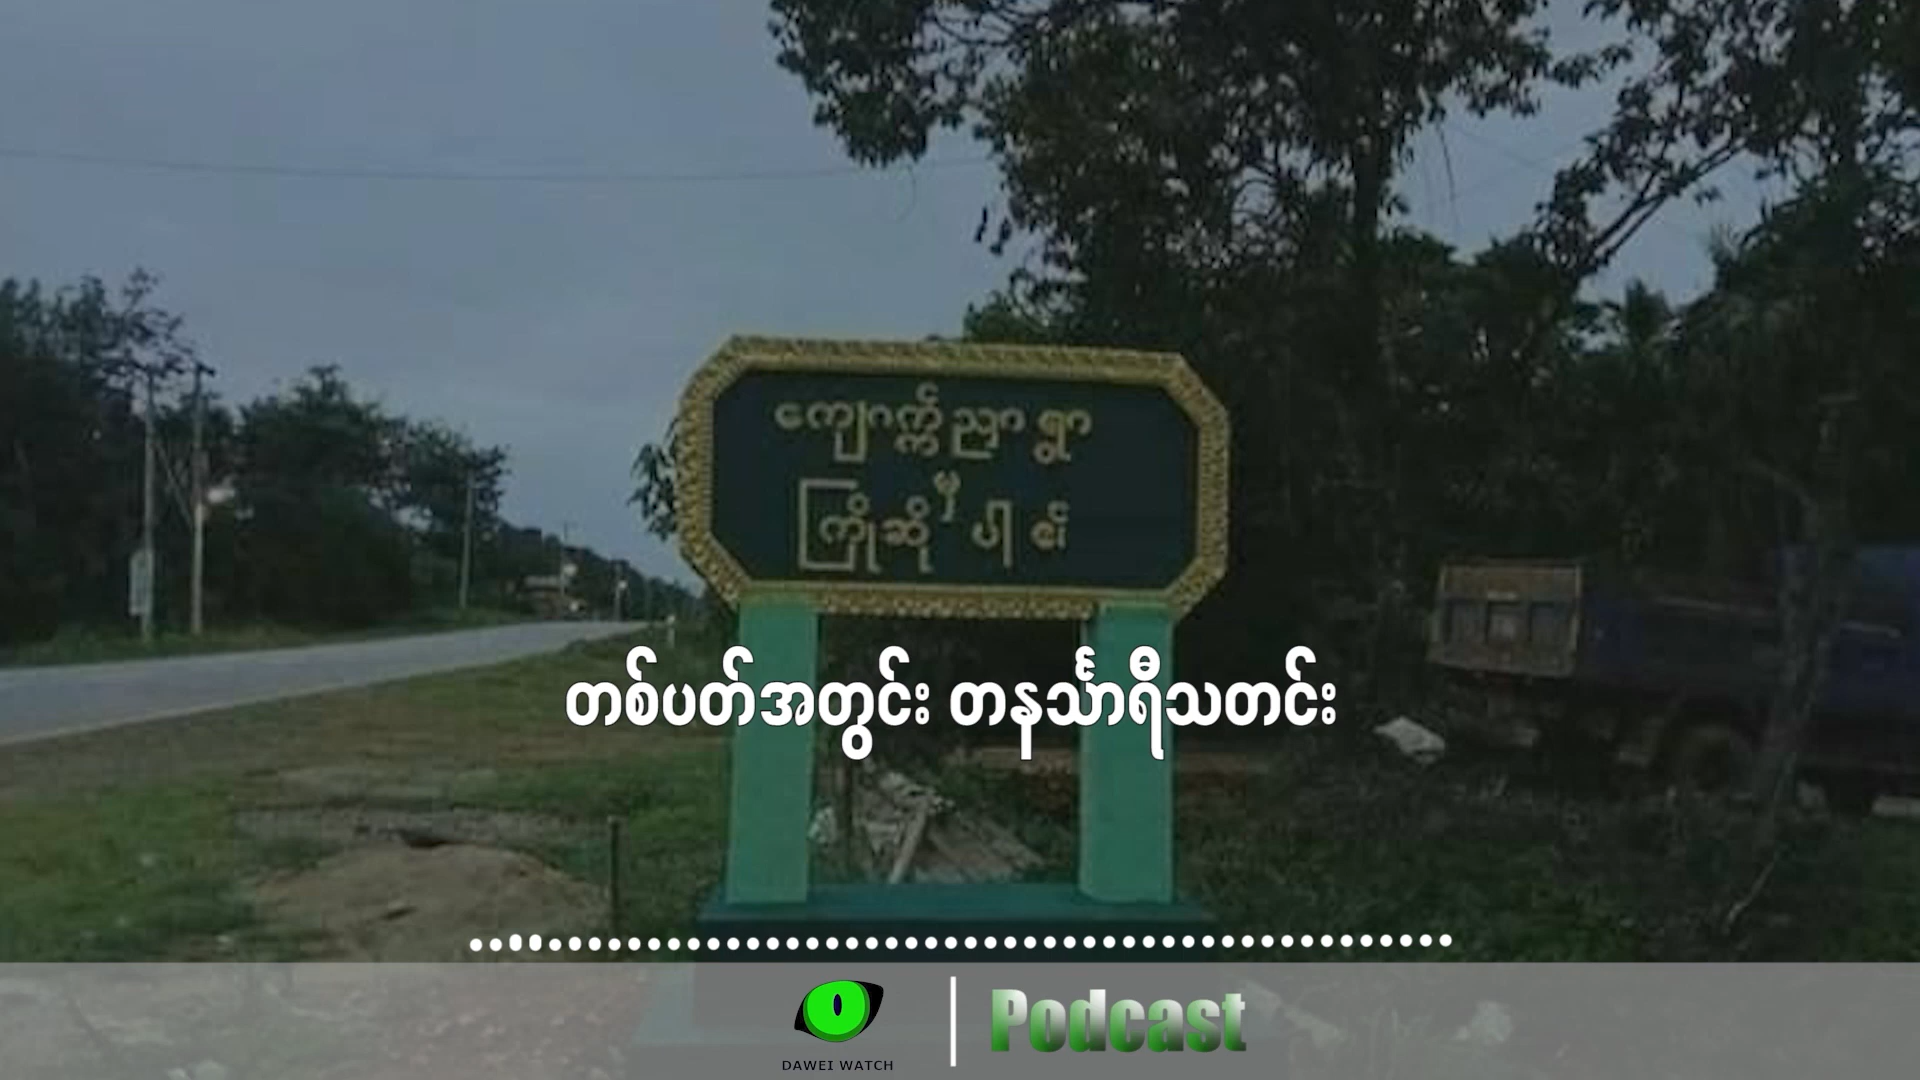 ကျောက်ညှာ ရွာ
မှ
ကြိုဆို ပါ ၏
တစ်ပတ်အတွင်း တနင်္သာရီသတင်း
DAWEI WATCH
Podcast